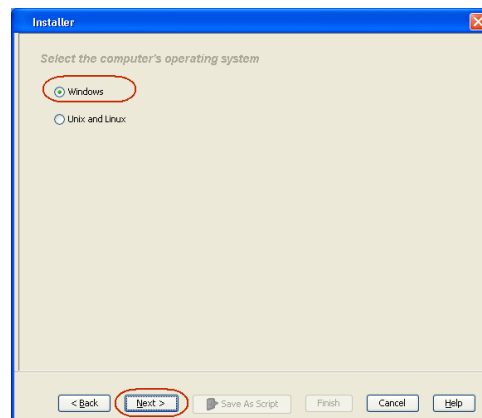 Installer
Select the computer's operating system
Windows
Unix and Linux
< Back Next > Save As Script Finish Cancel Help